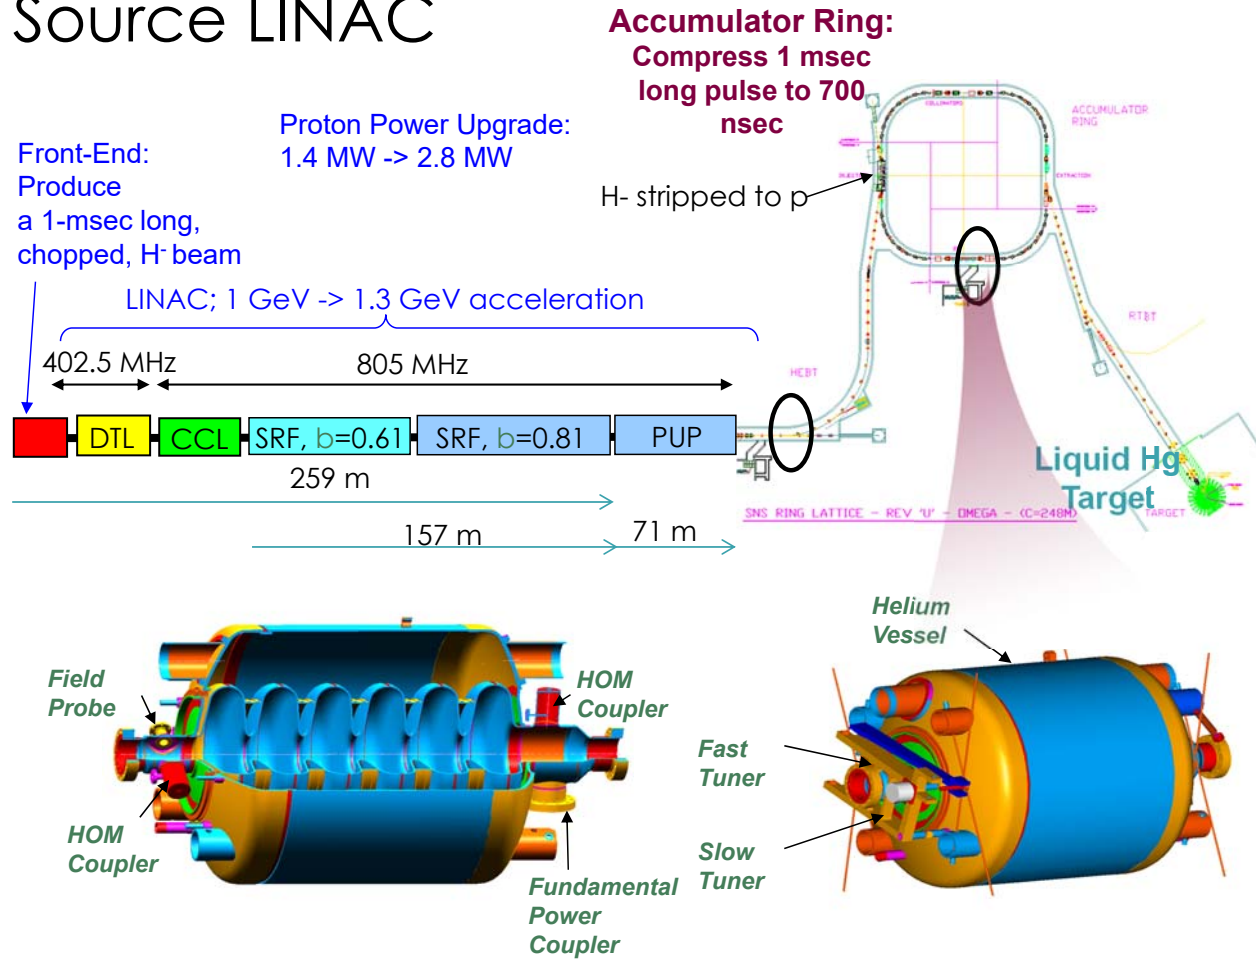 Source LINAC
Accumulator Ring:
Compress 1 msec
long pulse to 700
nsec
Proton Power Upgrade:
1.4 MW -> 2.8 MW
Front-End:
Produce
a 1-msec long,
chopped, H- beam
H- stripped to p
COLLIMATORS
ACCUMULATOR
RING
EXTRACTION
LINAC; 1 GeV -> 1.3 GeV acceleration
402.5 MHz
805 MHz
HEBT
RTBT
DTL
CCL
SRF, b=0.61
SRF, b=0.81
PUP
259 m
157 m
71 m
Liquid Hg
Target
TARGET
SNS RING LATTICE - REV 'U' - OMEGA - (C=248M)
Helium
Vessel
Field
Probe
HOM
Coupler
Fast
Tuner
HOM
Coupler
Slow
Tuner
Fundamental
Power
Coupler